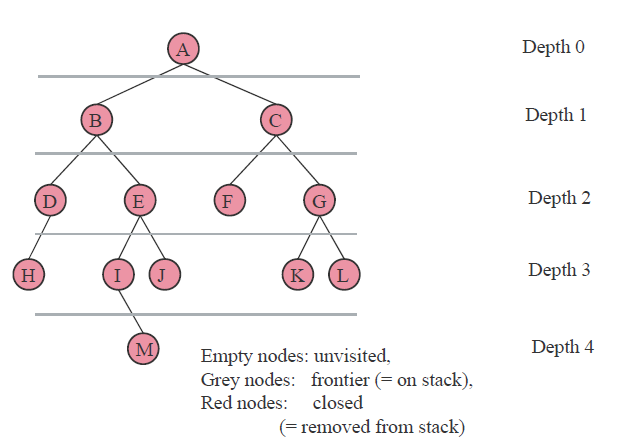 A
Depth 0
B
C
Depth 1
D
E
F
G
Depth 2
H
I
J
K
L
Depth 3
M
Depth 4
Empty nodes: unvisited,
Grey nodes: frontier (= on stack),
Red nodes: closed
(= removed from stack)